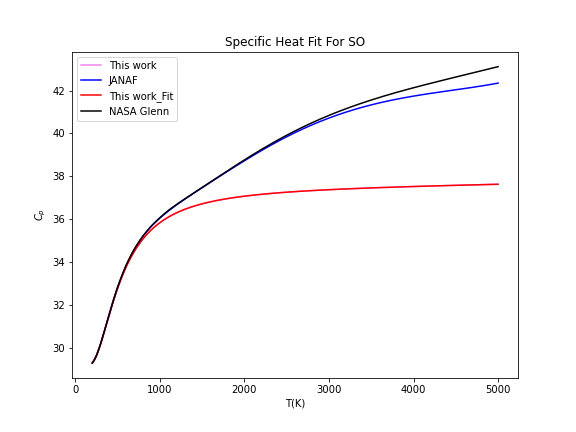 Specific Heat Fit For SO
This work
JANAF
This work_Fit
NASA Glenn
42
40
38
36
34
32
30
C_p
0
1000
2000
3000
4000
5000
T(K)